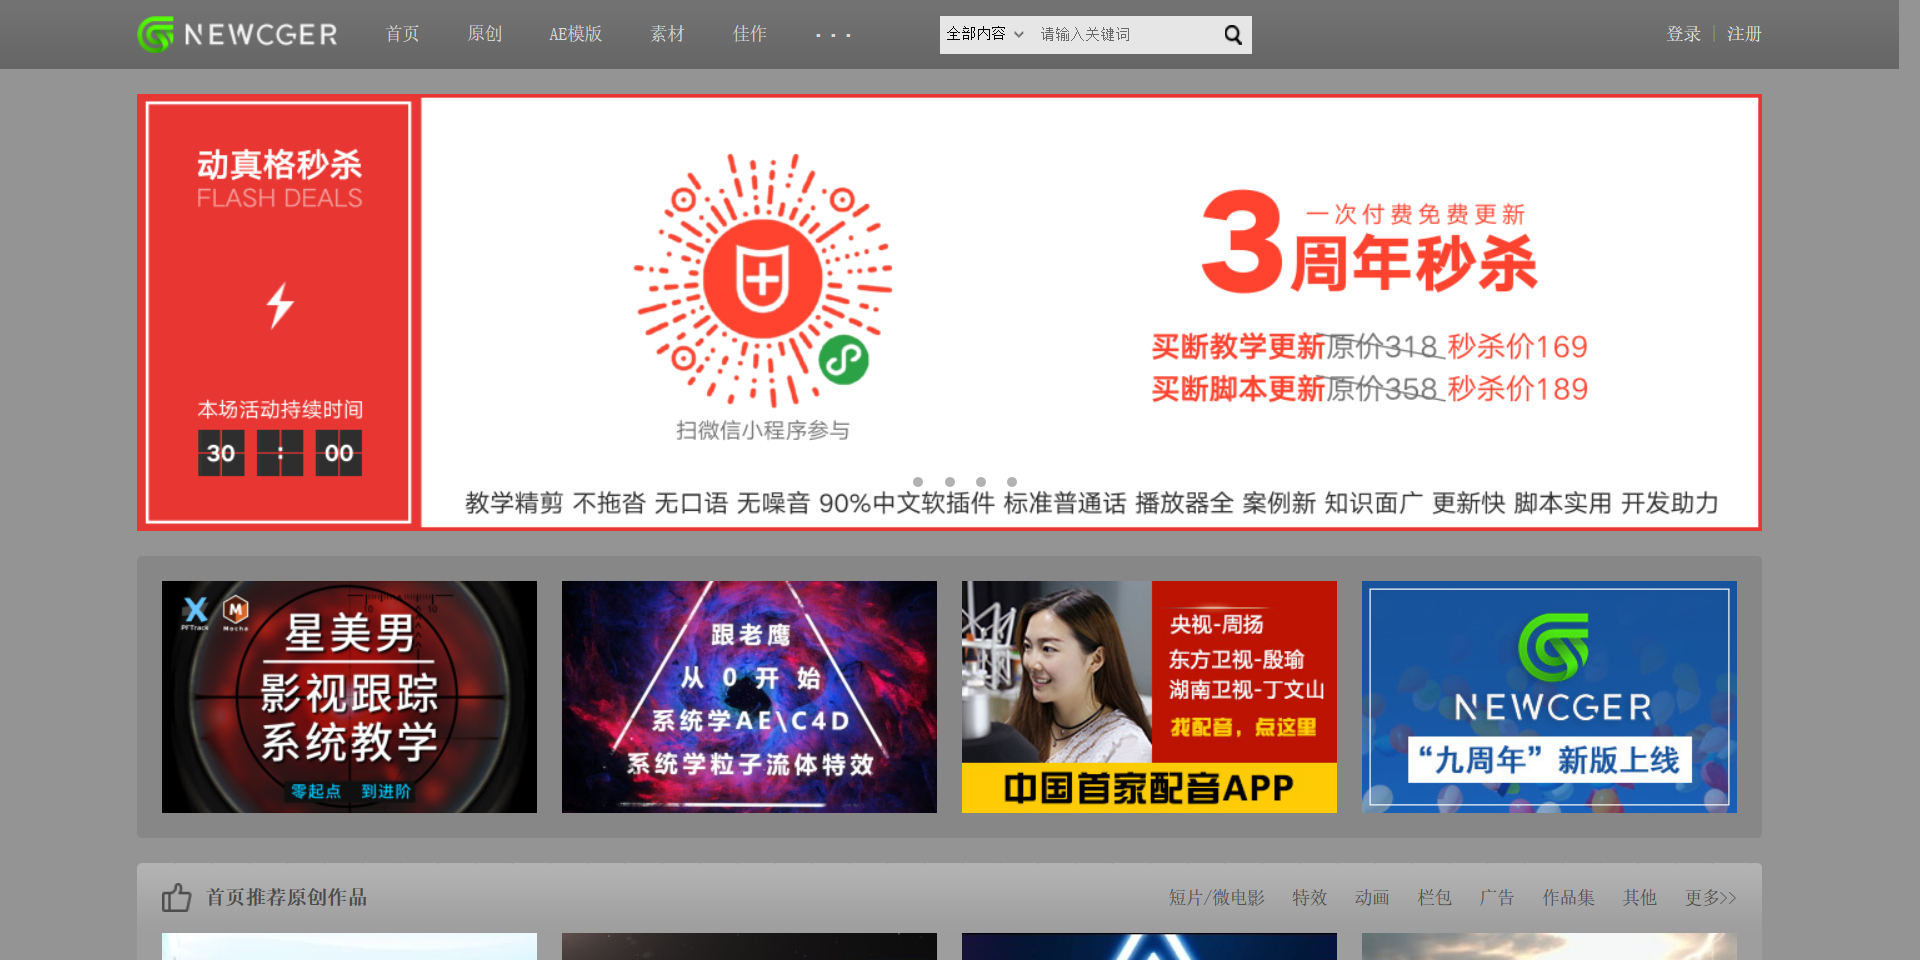 NEWCGER 首页 原创 AE模版 素材 佳作 · · · 全部内容 请输入关键词 登录 | 注册
动真格秒杀
FLASH DEALS
本场活动持续时间
30 : 00
扫微信小程序参与
3
一次付费免费更新
周年秒杀
买断教学更新原价318 秒杀价169
买断脚本更新原价358 秒杀价189
教学精剪 不拖沓 无口语 无噪音 90%中文软插件 标准普通话 播放器全 案例新 知识面广 更新快 脚本实用 开发助力
PFTrack Mocha
10 6 6 10
星美男
影视跟踪
系统教学
零起点 到进阶
跟老鹰
从 0 开 始
系统学AE\C4D
系统学粒子流体特效
央视-周扬
东方卫视-殷瑜
湖南卫视-丁文山
找配音，点这里
中国首家配音APP
NEWCGER
“九周年”新版上线
首页推荐原创作品 短片/微电影 特效 动画 栏包 广告 作品集 其他 更多>>